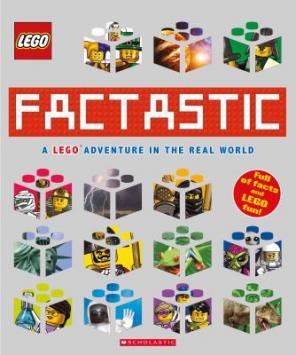 LEGO
FACTASTIC
A LEGO ADVENTURE IN THE REAL WORLD
Full
of facts
and
LEGO
fun!
SCHOLASTIC